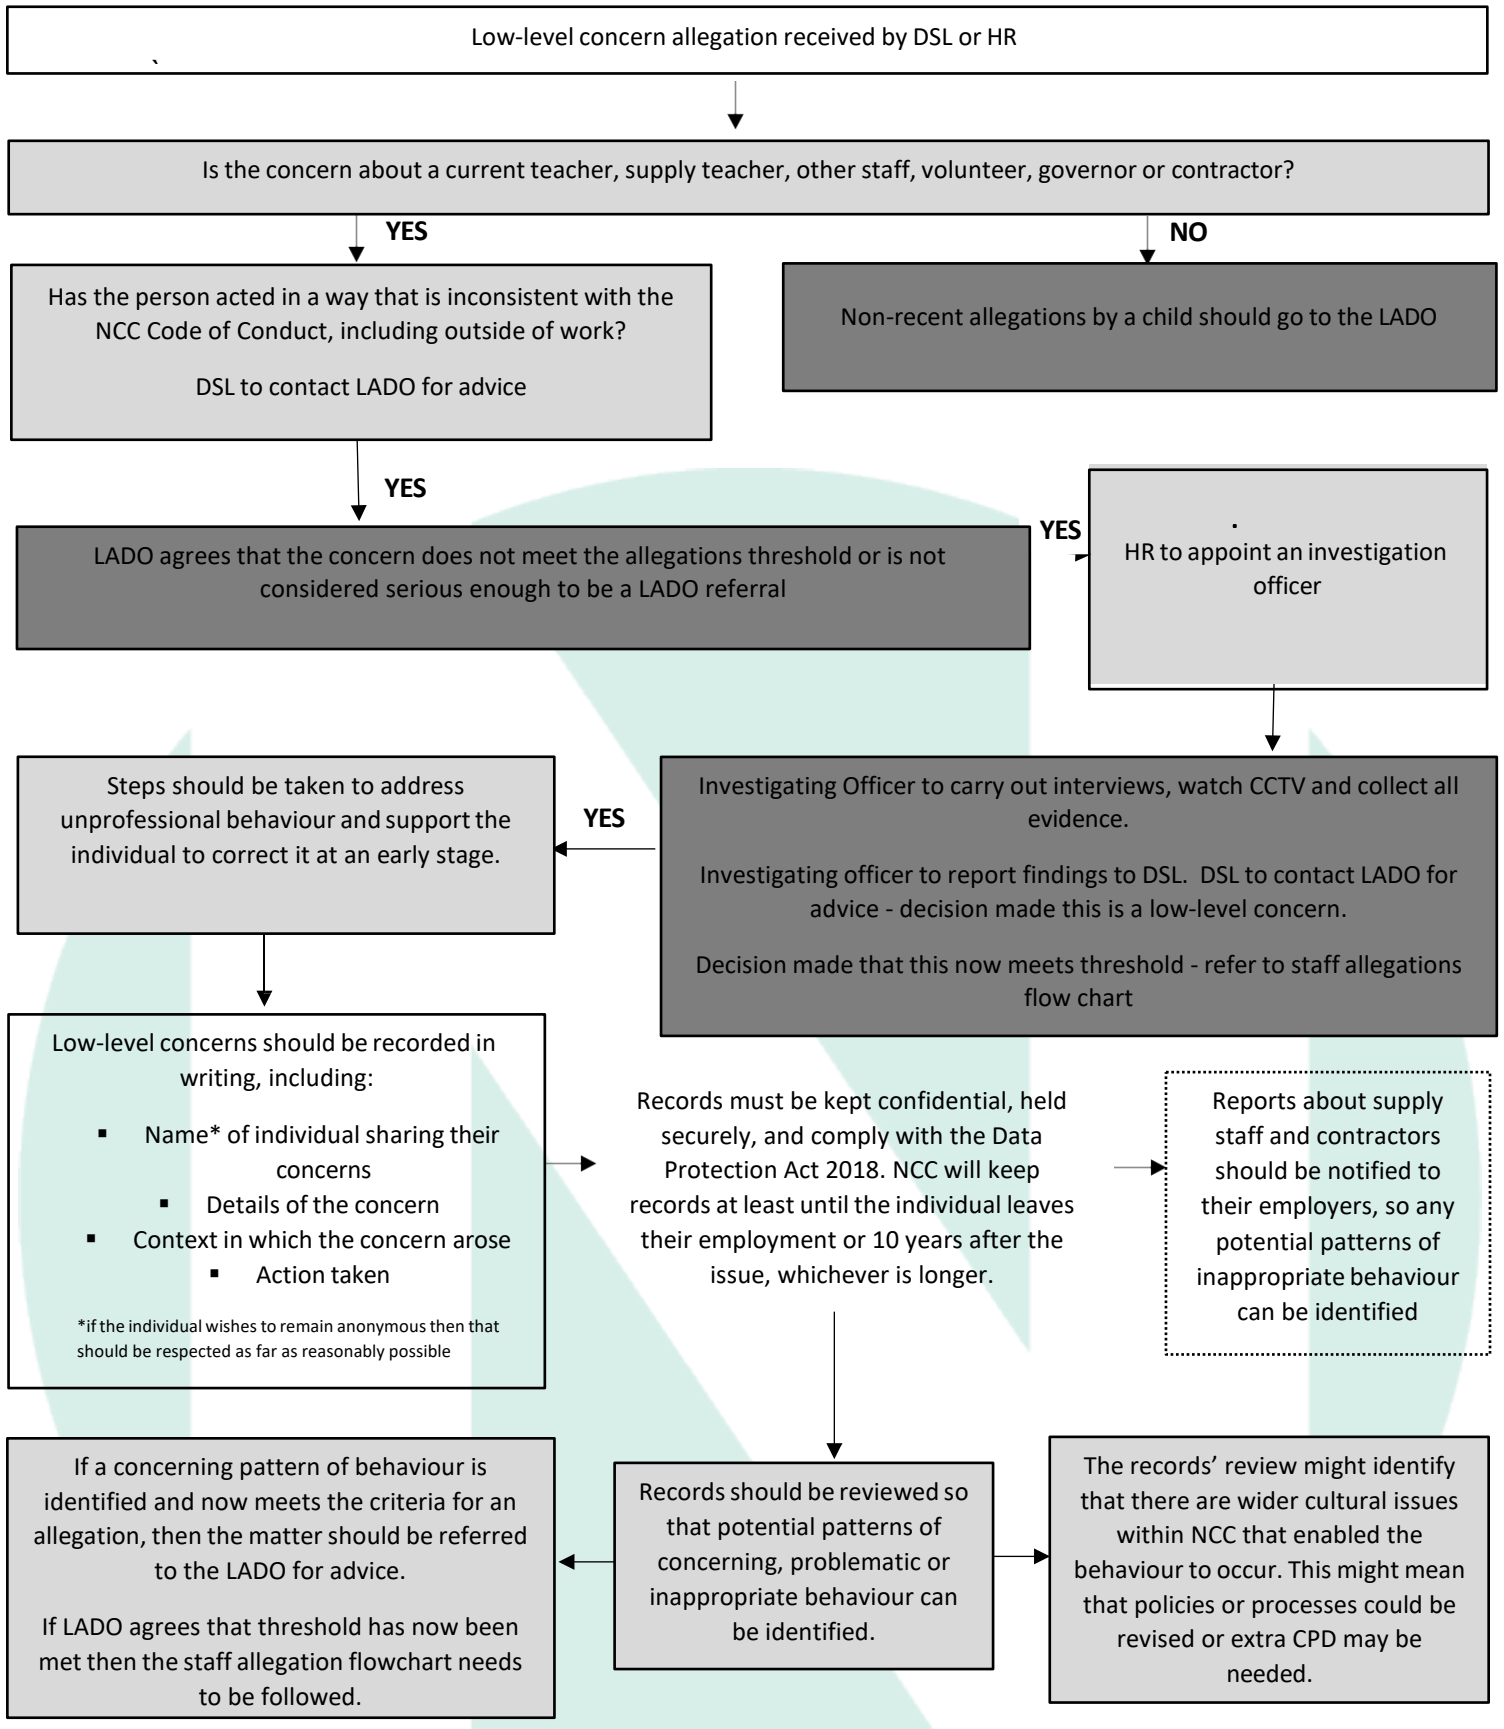 Low-level concern allegation received by DSL or HR
`
Is the concern about a current teacher, supply teacher, other staff, volunteer, governor or contractor?
YES
NO
Has the person acted in a way that is inconsistent with the
NCC Code of Conduct, including outside of work?
DSL to contact LADO for advice
Non-recent allegations by a child should go to the LADO
YES
LADO agrees that the concern does not meet the allegations threshold or is not
considered serious enough to be a LADO referral
YES
.
HR to appoint an investigation
officer
Investigating Officer to carry out interviews, watch CCTV and collect all
evidence.
Investigating officer to report findings to DSL. DSL to contact LADO for
advice - decision made this is a low-level concern.
Decision made that this now meets threshold - refer to staff allegations
flow chart
YES
Steps should be taken to address
unprofessional behaviour and support the
individual to correct it at an early stage.
Low-level concerns should be recorded in
writing, including:
▪ Name* of individual sharing their
concerns
▪ Details of the concern
▪ Context in which the concern arose
▪ Action taken
*if the individual wishes to remain anonymous then that
should be respected as far as reasonably possible
Records must be kept confidential, held
securely, and comply with the Data
Protection Act 2018. NCC will keep
records at least until the individual leaves
their employment or 10 years after the
issue, whichever is longer.
Reports about supply
staff and contractors
should be notified to
their employers, so any
potential patterns of
inappropriate behaviour
can be identified
If a concerning pattern of behaviour is
identified and now meets the criteria for an
allegation, then the matter should be referred
to the LADO for advice.
If LADO agrees that threshold has now been
met then the staff allegation flowchart needs
to be followed.
Records should be reviewed so
that potential patterns of
concerning, problematic or
inappropriate behaviour can
be identified.
The records’ review might identify
that there are wider cultural issues
within NCC that enabled the
behaviour to occur. This might mean
that policies or processes could be
revised or extra CPD may be
needed.